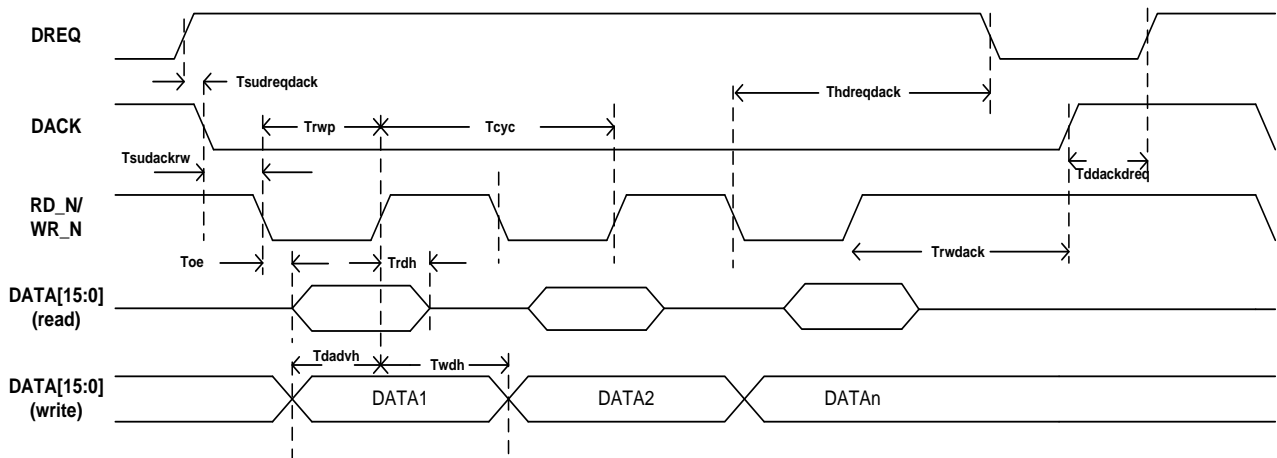 DREQ
Tsudreqdack
Thdreqdack
DACK
Trwp
Tcyc
Tsudackrw
Tddackdreq
RD_N/
WR_N
Toe
Trdh
Trwdack
DATA[15:0]
(read)
Tdadvh
Twdh
DATA[15:0]
(write)
DATA1
DATA2
DATAn